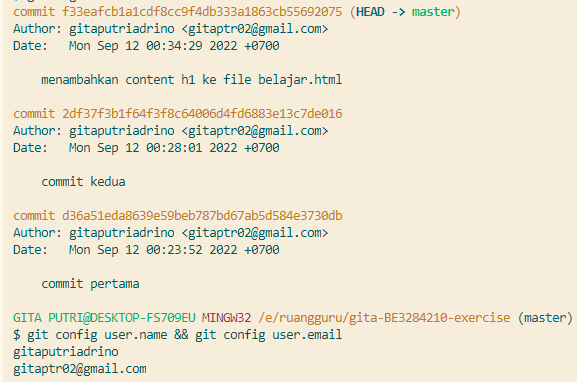 commit f33eafcb1a1cdf8cc9f4db333a1863cb55692075 (HEAD -> master)
Author: gitaputriadrino <gitaptr02@gmail.com>
Date:   Mon Sep 12 00:34:29 2022 +0700
    menambahkan content h1 ke file belajar.html
commit 2df37f3b1f64f3f8c64006d4fd6883e13c7de016
Author: gitaputriadrino <gitaptr02@gmail.com>
Date:   Mon Sep 12 00:28:01 2022 +0700
    commit kedua
commit d36a51eda8639e59beb787bd67ab5d584e3730db
Author: gitaputriadrino <gitaptr02@gmail.com>
Date:   Mon Sep 12 00:23:52 2022 +0700
    commit pertama
GITA PUTRI@DESKTOP-FS709EU MINGW32 /e/ruangguru/gita-BE3284210-exercise (master)
$ git config user.name && git config user.email
gitaputriadrino
gitaptr02@gmail.com